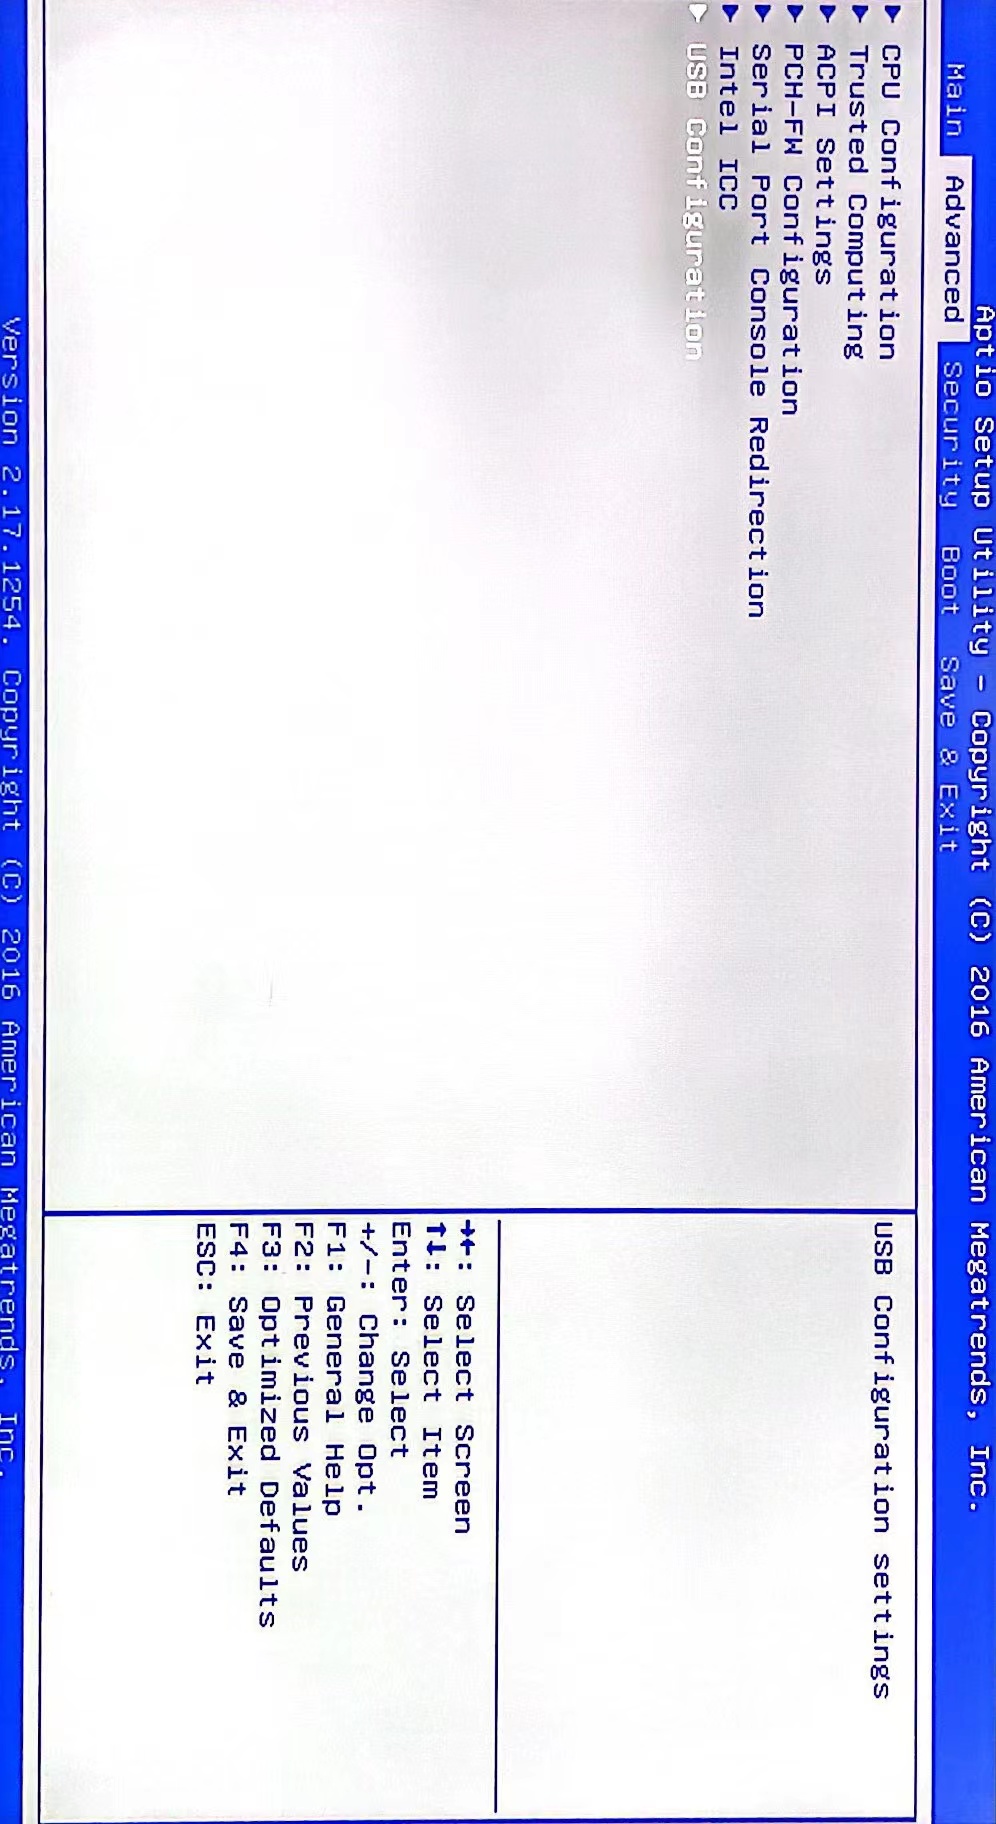 Aptio Setup Utility – Copyright (C) 2016 American Megatrends, Inc.
Main Advanced Security Boot Save & Exit
► CPU Configuration
► Trusted Computing
► ACPI Settings
► PCH-FW Configuration
► Serial Port Console Redirection
► Intel ICC
► USB Configuration
USB Configuration settings
→←: Select Screen
↑↓: Select Item
Enter: Select
+/-: Change Opt.
F1: General Help
F2: Previous Values
F3: Optimized Defaults
F4: Save & Exit
ESC: Exit
Version 2.17.1254. Copyright (C) 2016 American Megatrends, Inc.